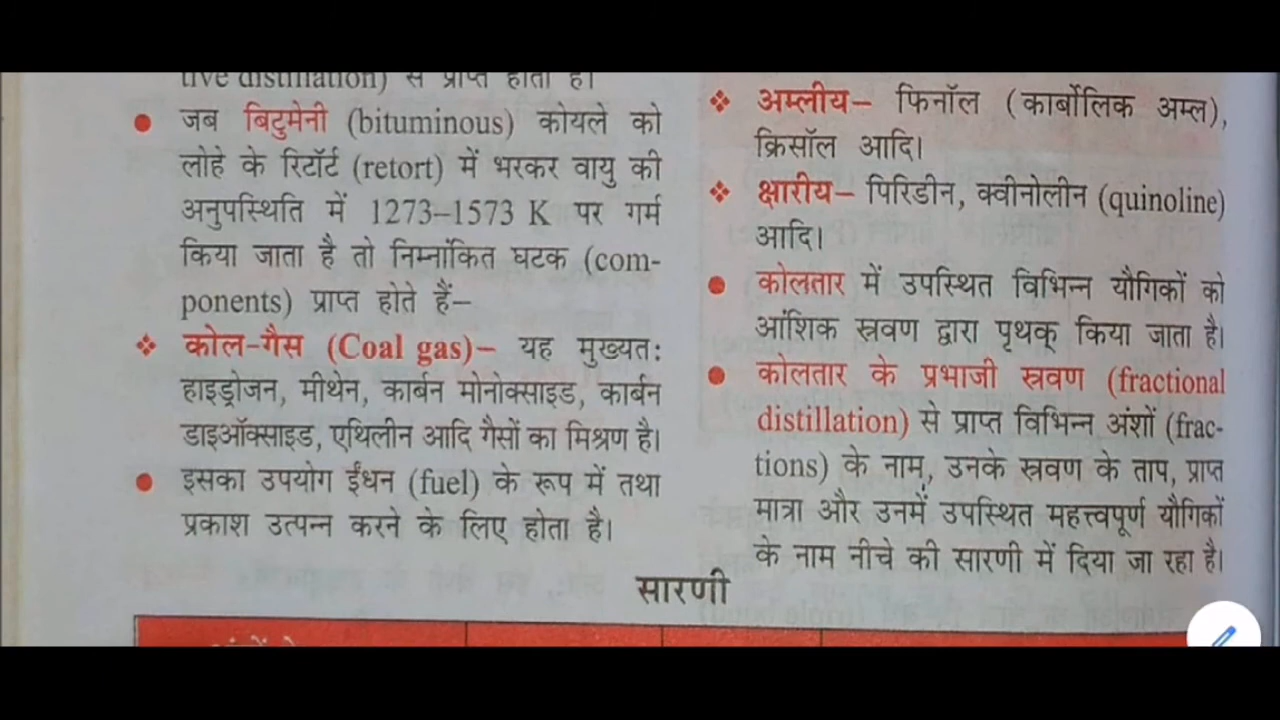 tive distillation) से प्राप्त होता है।
● जब बिटुमेनी (bituminous) कोयले को
लोहे के रिटॉर्ट (retort) में भरकर वायु की
अनुपस्थिति में 1273–1573 K पर गर्म
किया जाता है तो निम्नांकित घटक (com-
ponents) प्राप्त होते हैं–
❖ कोल-गैस (Coal gas)– यह मुख्यत:
हाइड्रोजन, मीथेन, कार्बन मोनोक्साइड, कार्बन
डाइऑक्साइड, एथिलीन आदि गैसों का मिश्रण है।
● इसका उपयोग ईंधन (fuel) के रूप में तथा
प्रकाश उत्पन्न करने के लिए होता है।
❖ अम्लीय– फिनॉल (कार्बोलिक अम्ल),
क्रिसॉल आदि।
❖ क्षारीय– पिरिडीन, क्वीनोलीन (quinoline)
आदि।
● कोलतार में उपस्थित विभिन्न यौगिकों को
आंशिक स्रवण द्वारा पृथक् किया जाता है।
● कोलतार के प्रभाजी स्रवण (fractional
distillation) से प्राप्त विभिन्न अंशों (frac-
tions) के नाम, उनके स्रवण के ताप, प्राप्त
मात्रा और उनमें उपस्थित महत्त्वपूर्ण यौगिकों
के नाम नीचे की सारणी में दिया जा रहा है।
सारणी